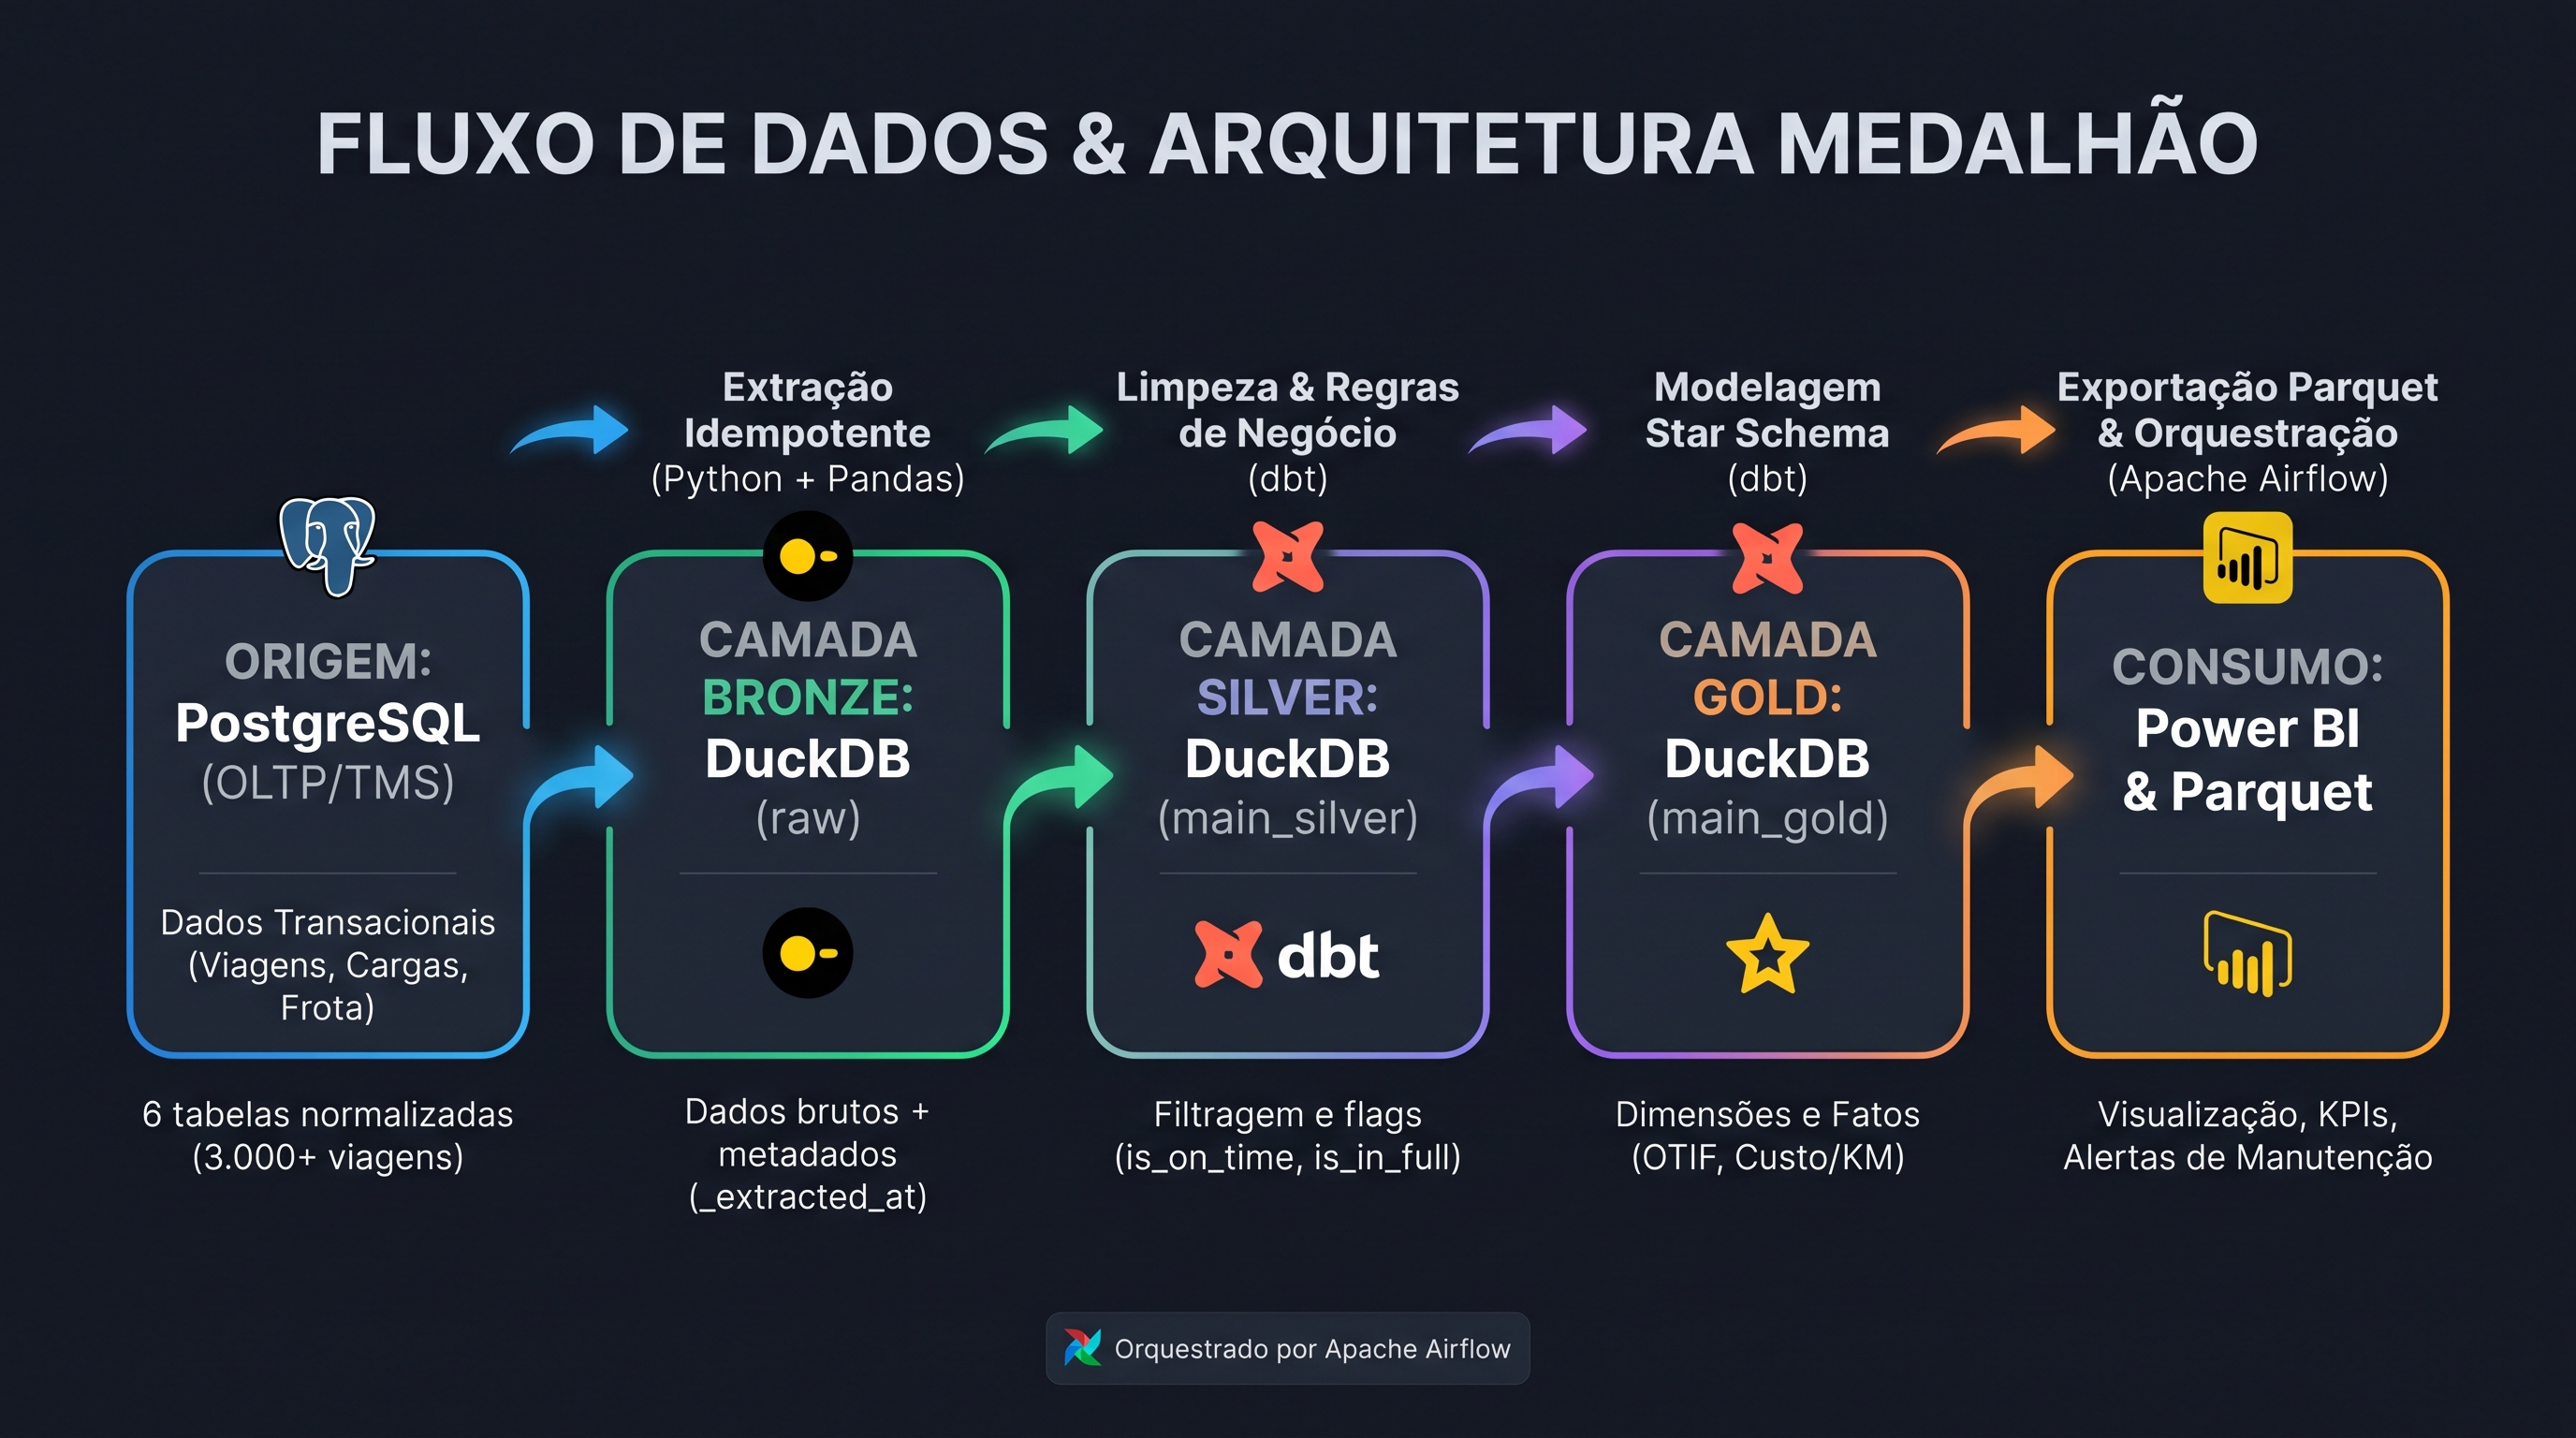 FLUXO DE DADOS & ARQUITETURA MEDALHÃO
Extração
Idempotente
(Python + Pandas)
Limpeza & Regras
de Negócio
(dbt)
Modelagem
Star Schema
(dbt)
Exportação Parquet
& Orquestração
(Apache Airflow)
ORIGEM:
PostgreSQL
(OLTP/TMS)
Dados Transacionais
(Viagens, Cargas,
Frota)
6 tabelas normalizadas
(3.000+ viagens)
CAMADA
BRONZE:
DuckDB
(raw)
Dados brutos +
metadados
(_extracted_at)
CAMADA
SILVER:
DuckDB
(main_silver)
dbt
Filtragem e flags
(is_on_time, is_in_full)
CAMADA
GOLD:
DuckDB
(main_gold)
Dimensões e Fatos
(OTIF, Custo/KM)
CONSUMO:
Power BI
& Parquet
Visualização, KPIs,
Alertas de Manutenção
Orquestrado por Apache Airflow